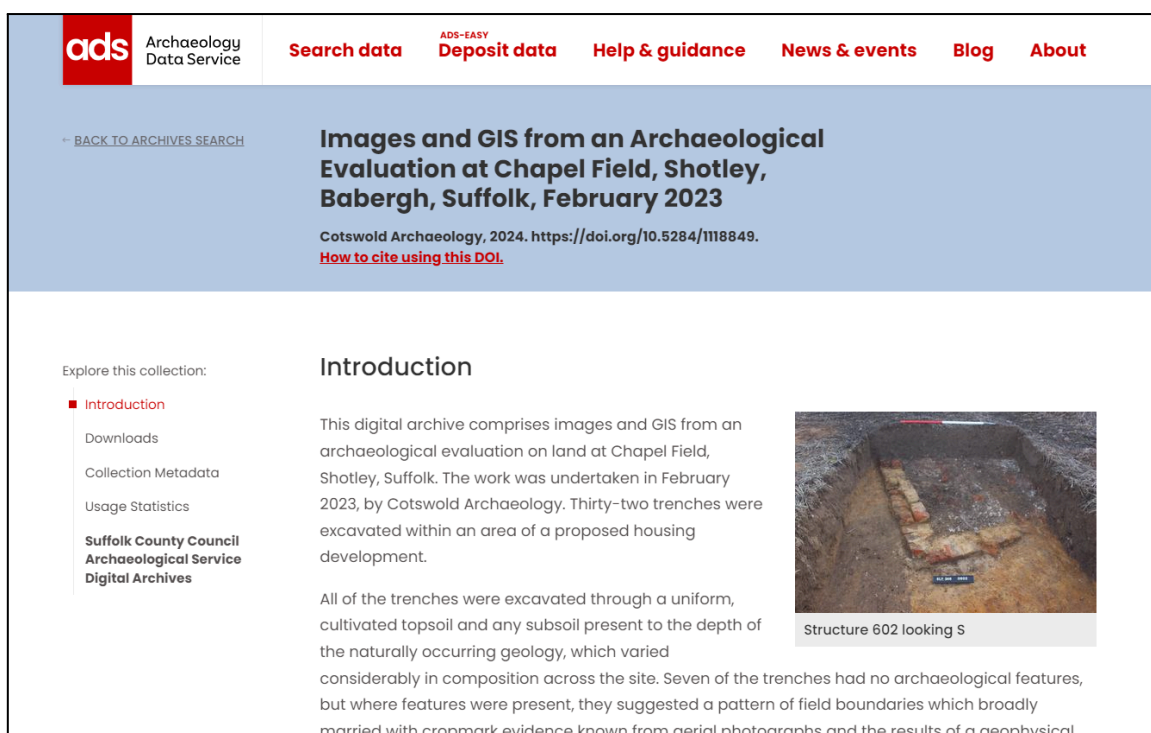 ads
Archaeology
Data Service
Search data
ADS-EASY
Deposit data
Help & guidance
News & events
Blog
About
← BACK TO ARCHIVES SEARCH
Images and GIS from an Archaeological
Evaluation at Chapel Field, Shotley,
Babergh, Suffolk, February 2023
Cotswold Archaeology, 2024. https://doi.org/10.5284/1118849.
How to cite using this DOI.
Explore this collection:
Introduction
Downloads
Collection Metadata
Usage Statistics
Suffolk County Council
Archaeological Service
Digital Archives
Introduction
This digital archive comprises images and GIS from an
archaeological evaluation on land at Chapel Field,
Shotley, Suffolk. The work was undertaken in February
2023, by Cotswold Archaeology. Thirty-two trenches were
excavated within an area of a proposed housing
development.
All of the trenches were excavated through a uniform,
cultivated topsoil and any subsoil present to the depth of
the naturally occurring geology, which varied
considerably in composition across the site. Seven of the trenches had no archaeological features,
but where features were present, they suggested a pattern of field boundaries which broadly
married with cropmark evidence known from aerial photographs and the results of a geophysical
Structure 602 looking S